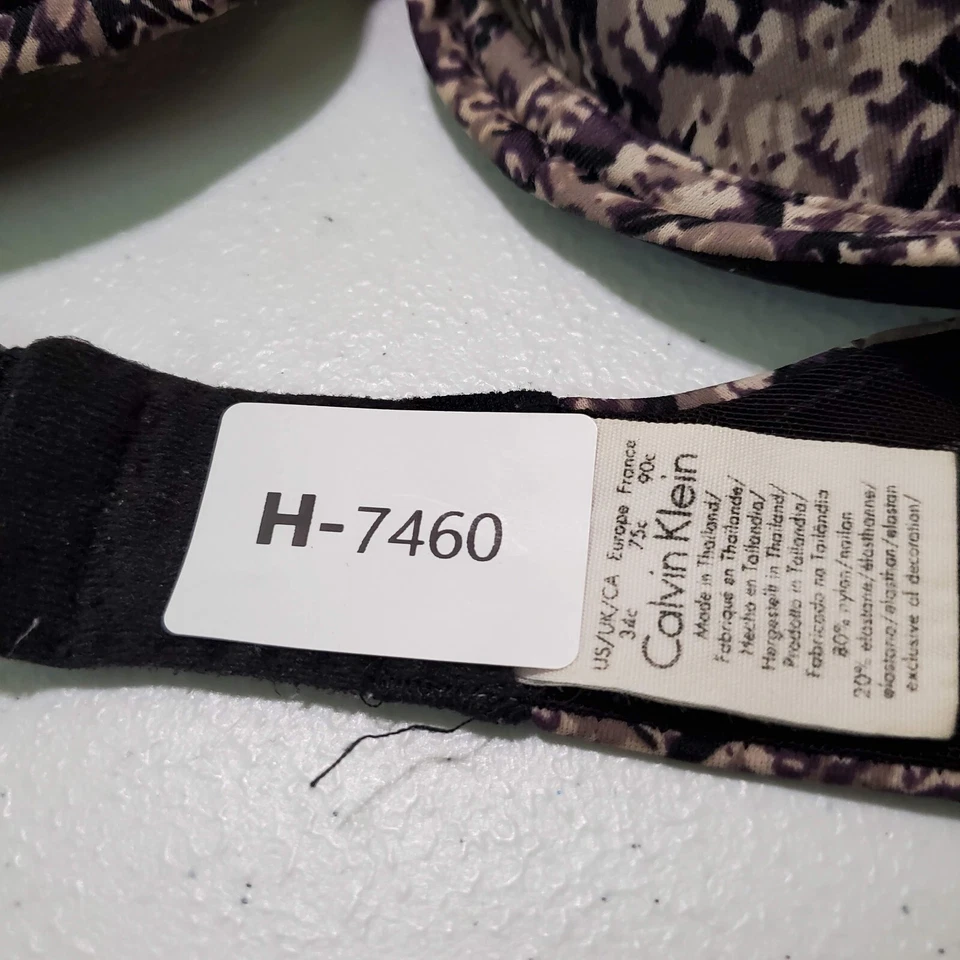 H-7460
US/UK/CA Europe France
34c 75c 90c
Calvin Klein
Made in Thailand/
Fabriqué en Thaïlande/
Hecho en Tailandia/
Hergestellt in Thailand/
Prodotto in Tailandia/
Fabricado na Tailândia
80% nylon/nailon
20% elastane/élasthanne/
elastano/elasthan/elastan
exclusive of decoration/